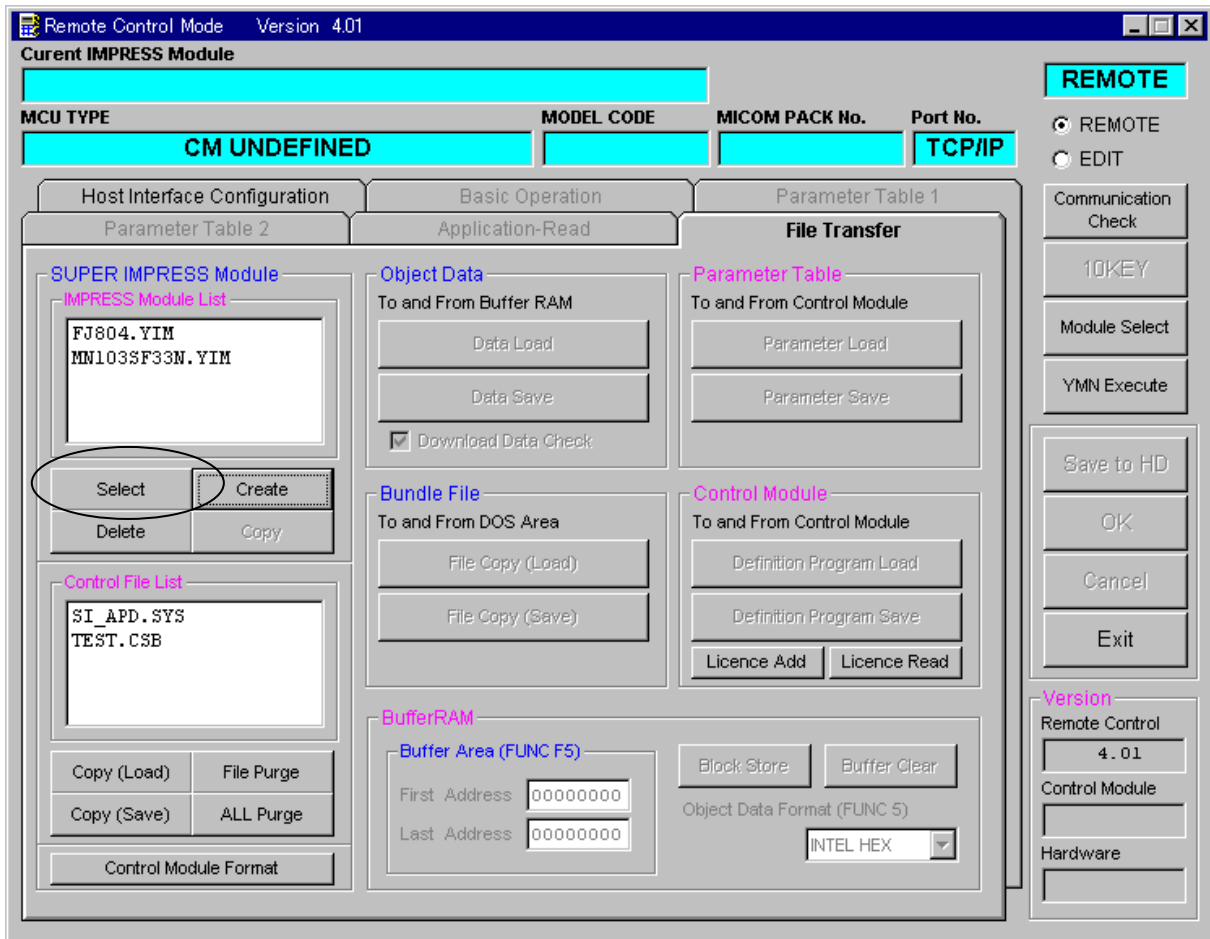 Remote Control Mode Version 4.01
Curent IMPRESS Module
REMOTE
MCU TYPE MODEL CODE MICOM PACK No. Port No.
CM UNDEFINED TCP/IP
REMOTE
EDIT
Host Interface Configuration Basic Operation Parameter Table 1
Parameter Table 2 Application-Read File Transfer
Communication
Check
10KEY
Module Select
YMN Execute
Save to HD
OK
Cancel
Exit
SUPER IMPRESS Module
IMPRESS Module List
FJ804.YIM
MN103SF33N.YIM
Select Create
Delete Copy
Control File List
SI_APD.SYS
TEST.CSB
Copy (Load) File Purge
Copy (Save) ALL Purge
Control Module Format
Object Data
To and From Buffer RAM
Data Load
Data Save
Download Data Check
Parameter Table
To and From Control Module
Parameter Load
Parameter Save
Bundle File
To and From DOS Area
File Copy (Load)
File Copy (Save)
Control Module
To and From Control Module
Definition Program Load
Definition Program Save
Licence Add Licence Read
BufferRAM
Buffer Area (FUNC F5)
First Address 00000000
Last Address 00000000
Block Store Buffer Clear
Object Data Format (FUNC 5)
INTEL HEX
Version
Remote Control
4.01
Control Module
Hardware